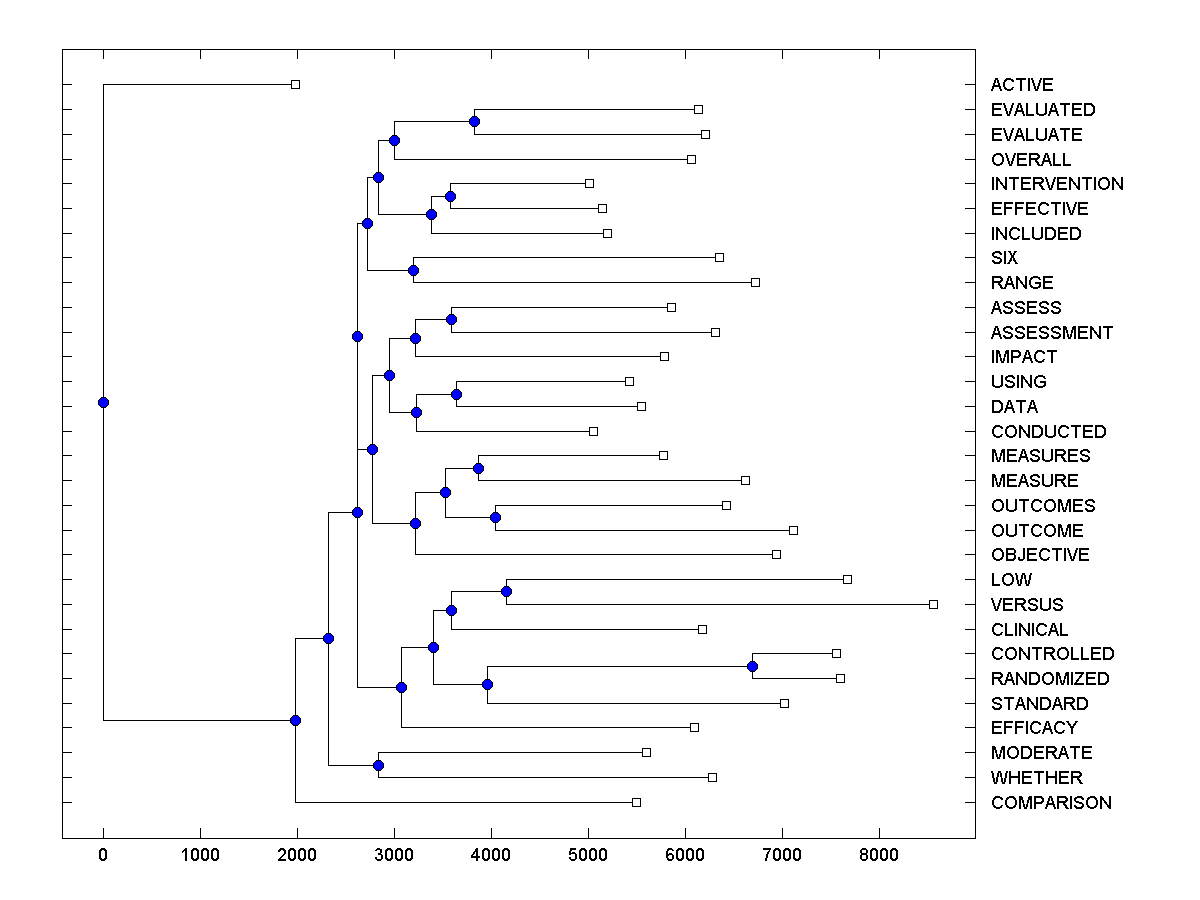 ACTIVE
EVALUATED
EVALUATE
OVERALL
INTERVENTION
EFFECTIVE
INCLUDED
SIX
RANGE
ASSESS
ASSESSMENT
IMPACT
USING
DATA
CONDUCTED
MEASURES
MEASURE
OUTCOMES
OUTCOME
OBJECTIVE
LOW
VERSUS
CLINICAL
CONTROLLED
RANDOMIZED
STANDARD
EFFICACY
MODERATE
WHETHER
COMPARISON
0 1000 2000 3000 4000 5000 6000 7000 8000